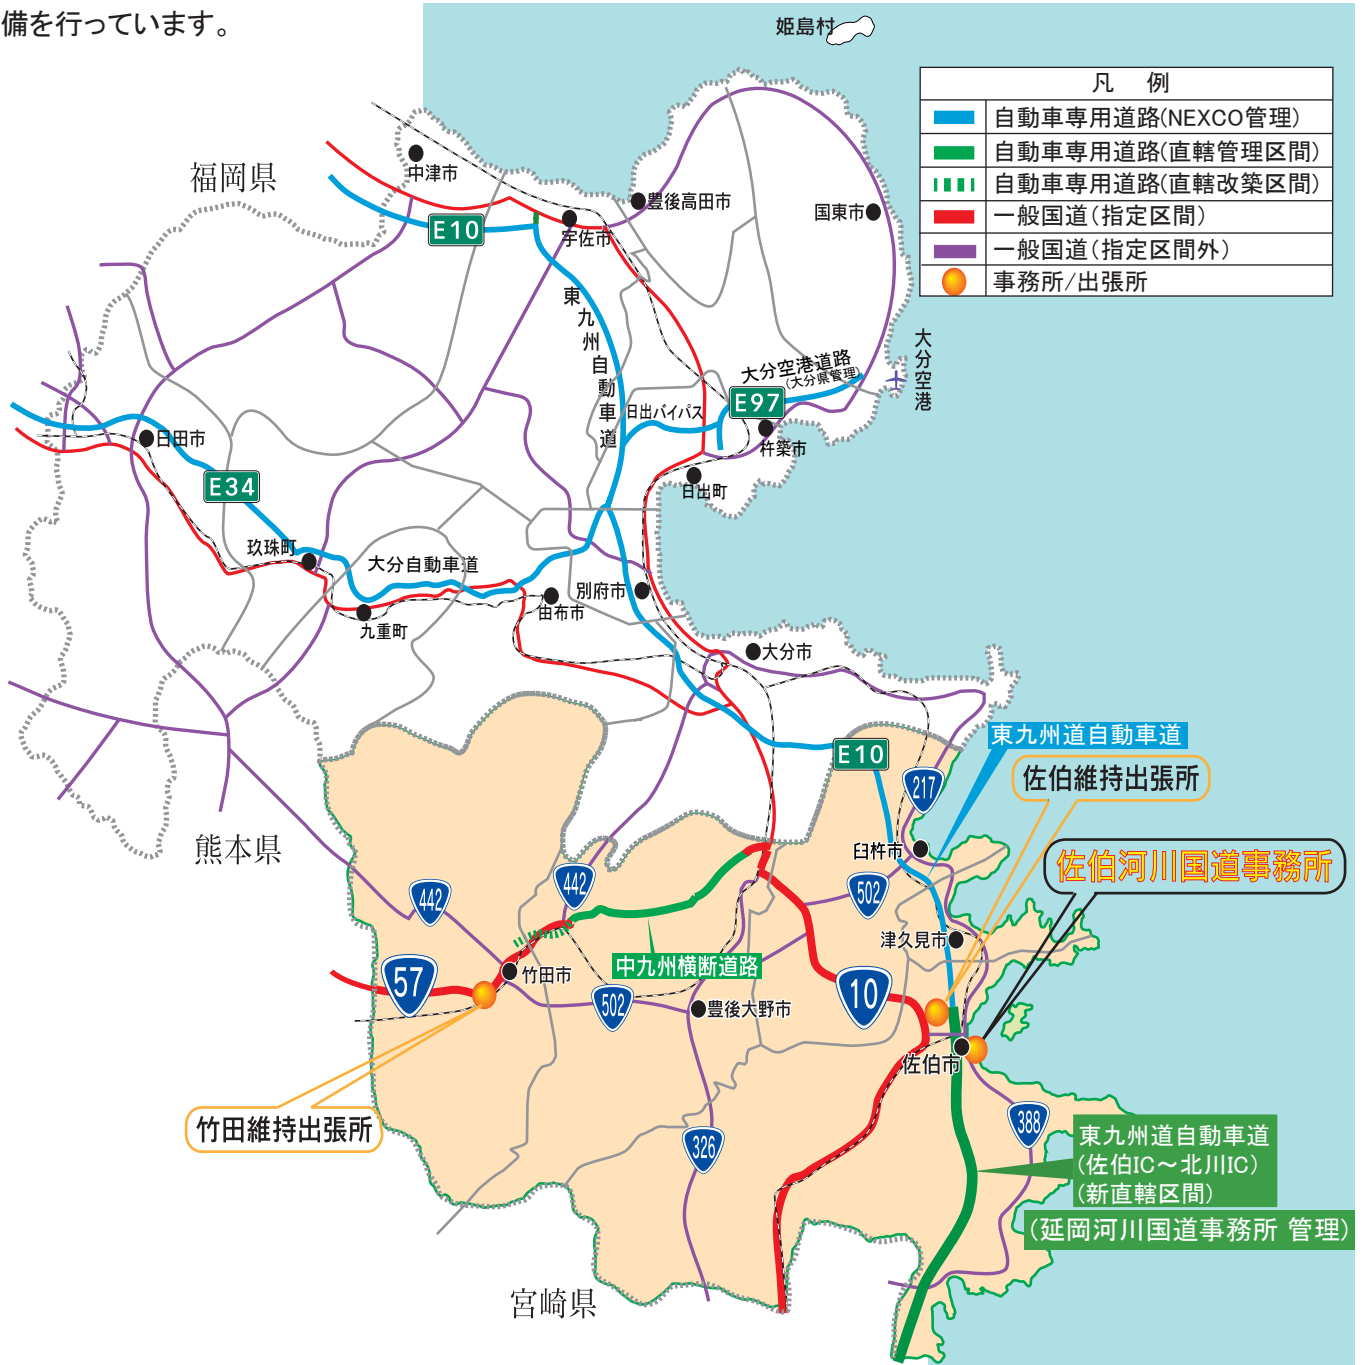 備を行っています。
姫島村
凡　例
自動車専用道路(NEXCO管理)
自動車専用道路(直轄管理区間)
自動車専用道路(直轄改築区間)
一般国道(指定区間)
一般国道(指定区間外)
事務所/出張所
福岡県
中津市
豊後高田市
国東市
E10
宇佐市
東九州自動車道
大分空港
大分空港道路
(大分県管理)
E97
日出バイパス
日田市
杵築市
E34
日出町
玖珠町
大分自動車道
別府市
由布市
九重町
大分市
東九州道自動車道
E10
佐伯維持出張所
217
熊本県
臼杵市
佐伯河川国道事務所
442
442
502
津久見市
中九州横断道路
竹田市
57
10
502
豊後大野市
佐伯市
竹田維持出張所
388
東九州道自動車道
(佐伯IC～北川IC)
(新直轄区間)
326
(延岡河川国道事務所 管理)
宮崎県